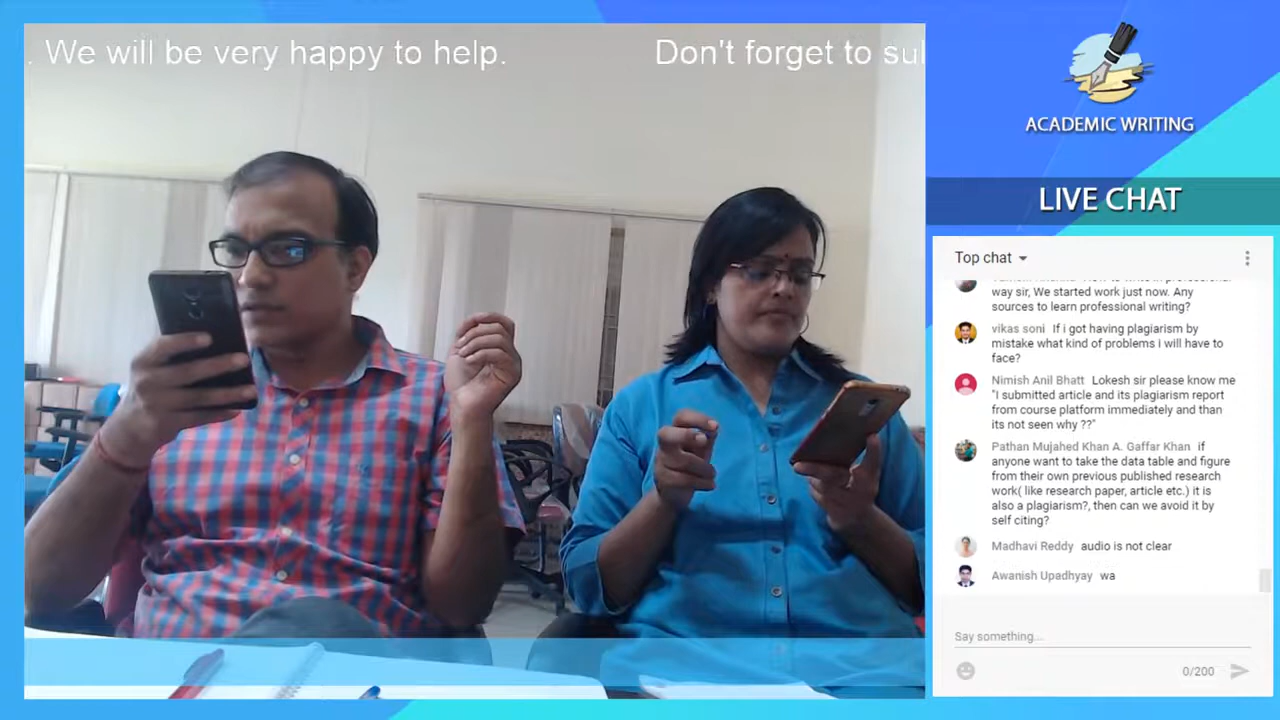 . We will be very happy to help. Don't forget to
ACADEMIC WRITING
LIVE CHAT
Top chat
way sir, We started work just now. Any
sources to learn professional writing?
vikas soni If i got having plagiarism by
mistake what kind of problems i will have to
face?
Nimish Anil Bhatt Lokesh sir please know me
"I submitted article and its plagiarism report
from course platform immediately and than
its not seen why ??"
Pathan Mujahed Khan A. Gaffar Khan if
anyone want to take the data table and figure
from their own previous published research
work( like research paper, article etc.) it is
also a plagiarism?, then can we avoid it by
self citing?
Madhavi Reddy audio is not clear
Awanish Upadhyay wa
Say something...
0/200